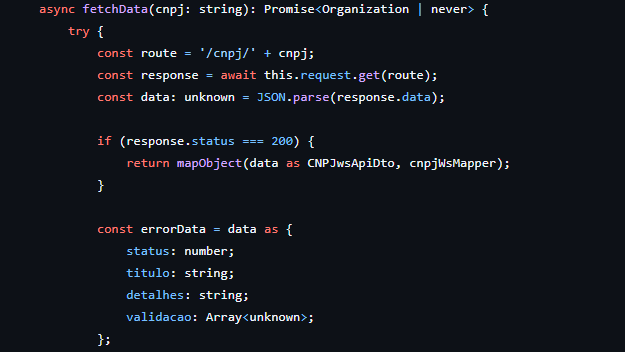 async fetchData(cnpj: string): Promise<Organization | never> {
try {
const route = '/cnpj/' + cnpj;
const response = await this.request.get(route);
const data: unknown = JSON.parse(response.data);
if (response.status === 200) {
return mapObject(data as CNPJwsApiDto, cnpjWsMapper);
}
const errorData = data as {
status: number;
titulo: string;
detalhes: string;
validacao: Array<unknown>;
};